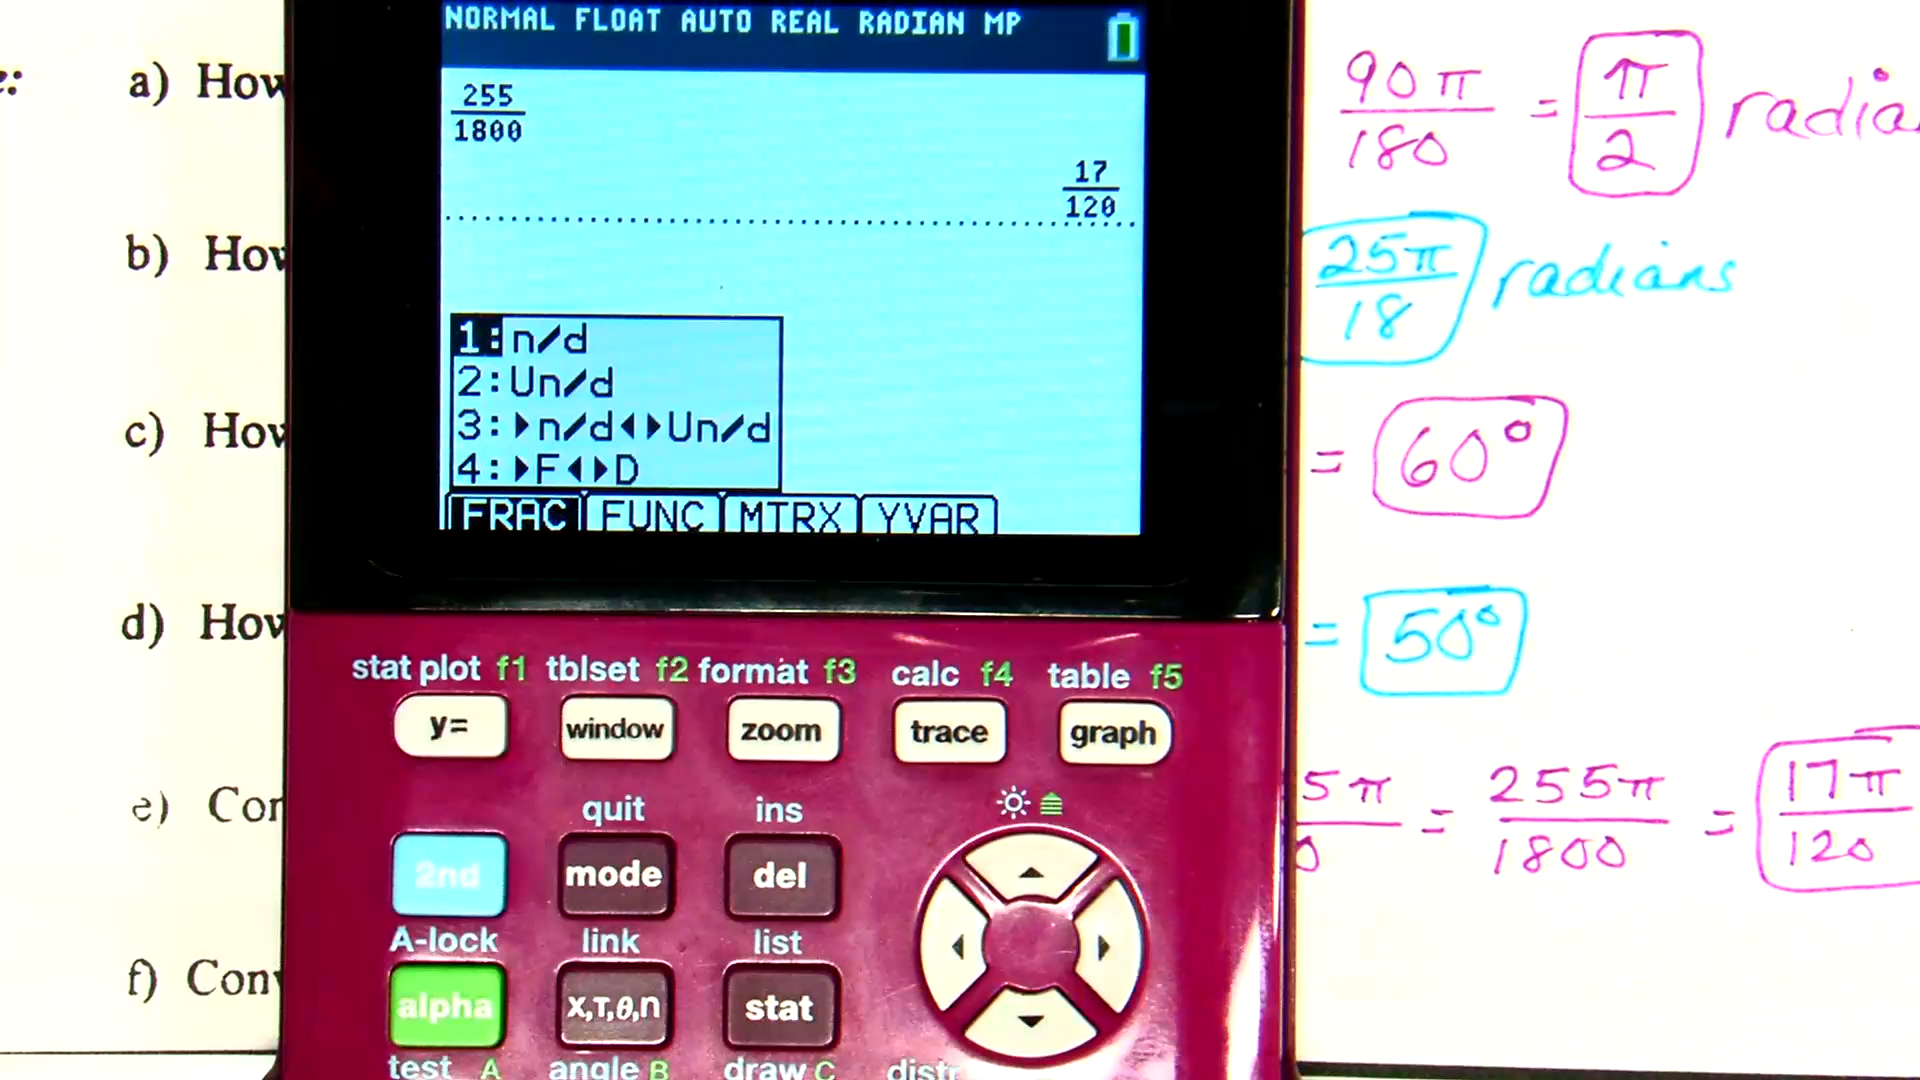 NORMAL FLOAT AUTO REAL RADIAN MP
255
1800
17
120
1:n/d
2:Un/d
3:▶n/d◀▶Un/d
4:▶F◀▶D
FRAC FUNC MTRX YVAR
stat plot f1 tblset f2 format f3 calc f4 table f5
y= window zoom trace graph
quit ins
2nd mode del
A-lock link list
alpha x,T,θ,n stat
test A angle B draw C distr
a) How
b) How
c) How
d) How
e) Con
f) Conv
90π
180
=
π
2
radia
25π
18
radians
= 60°
= 50°
5π
0
=
255π
1800
=
17π
120